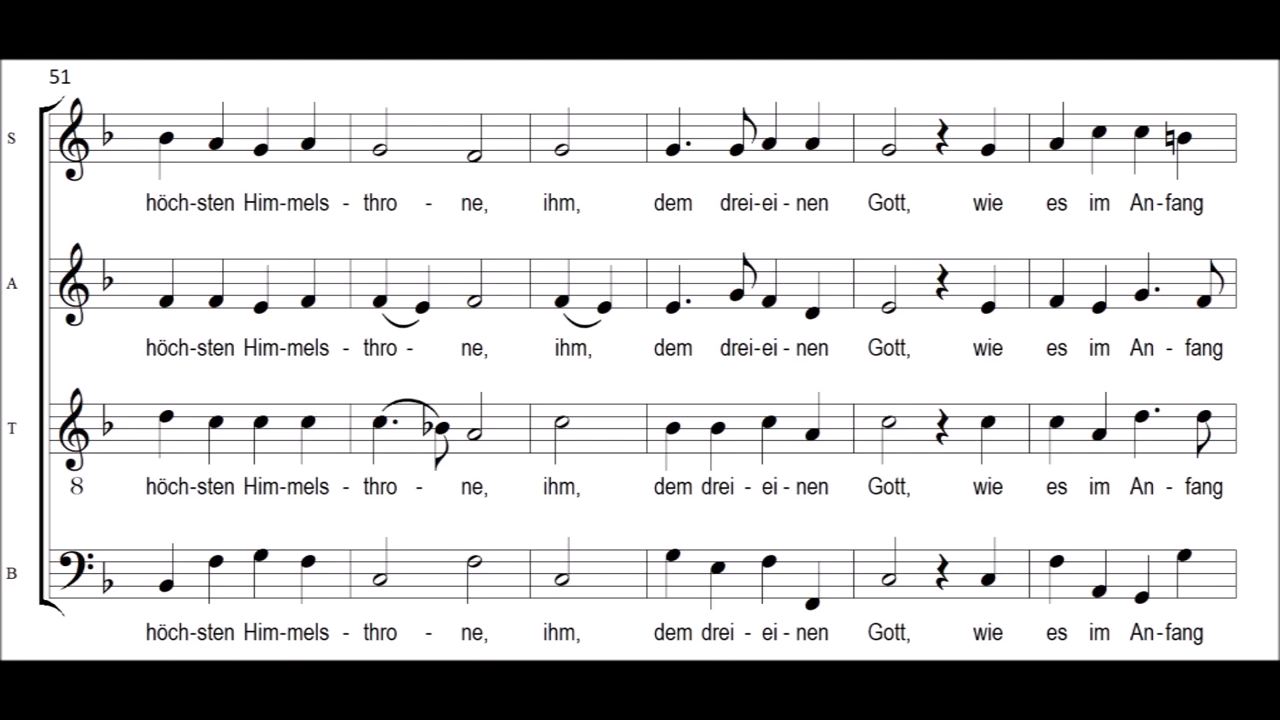 51
S
höch-sten Him-mels - thro - ne, ihm, dem drei-ei-nen Gott, wie es im An-fang
A
höch-sten Him-mels - thro - ne, ihm, dem drei-ei-nen Gott, wie es im An - fang
T
8
höch-sten Him-mels - thro - ne, ihm, dem drei - ei-nen Gott, wie es im An - fang
B
höch-sten Him-mels - thro - ne, ihm, dem drei - ei-nen Gott, wie es im An-fang